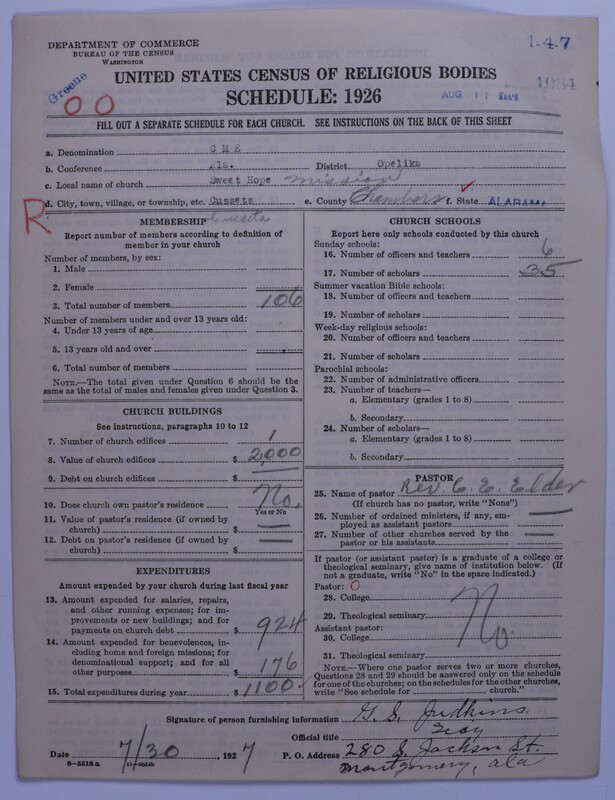 DEPARTMENT OF COMMERCE
BUREAU OF THE CENSUS
WASHINGTON
1-4-7
Greene
OO
UNITED STATES CENSUS OF RELIGIOUS BODIES
SCHEDULE: 1926
AUG 11 Rec'd
1084
FILL OUT A SEPARATE SCHEDULE FOR EACH CHURCH. SEE INSTRUCTIONS ON THE BACK OF THIS SHEET
a. Denomination C M E
b. Conference Ala. District Opelika
c. Local name of church Sweet Hope mission
R
d. City, town, village, or township, etc. Cusseta e. County Chambers f. State ALABAMA
Cusseta
MEMBERSHIP
Report number of members according to definition of
member in your church
Number of members, by sex:
1. Male
2. Female
3. Total number of members 106
Number of members under and over 13 years old:
4. Under 13 years of age
5. 13 years old and over
6. Total number of members
NOTE.—The total given under Question 6 should be
the same as the total of males and females given under Question 3.
CHURCH BUILDINGS
See instructions, paragraphs 10 to 12
7. Number of church edifices 1
8. Value of church edifices $ 2,000
9. Debt on church edifices $
10. Does church own pastor's residence No.
Yes or No
11. Value of pastor's residence (if owned by
church) $
12. Debt on pastor's residence (if owned by
church) $
EXPENDITURES
Amount expended by your church during last fiscal year
13. Amount expended for salaries, repairs,
and other running expenses; for im-
provements or new buildings; and for
payments on church debt $ 924
14. Amount expended for benevolences, in-
cluding home and foreign missions; for
denominational support; and for all
other purposes $ 176
15. Total expenditures during year $ 1100
CHURCH SCHOOLS
Report here only schools conducted by this church
Sunday schools:
16. Number of officers and teachers 6
17. Number of scholars 35
Summer vacation Bible schools:
18. Number of officers and teachers
19. Number of scholars
Week-day religious schools:
20. Number of officers and teachers
21. Number of scholars
Parochial schools:
22. Number of administrative officers
23. Number of teachers—
a. Elementary (grades 1 to 8)
b. Secondary
24. Number of scholars—
a. Elementary (grades 1 to 8)
b. Secondary
PASTOR
25. Name of pastor Rev. C. E. Elder
(If church has no pastor, write "None")
26. Number of ordained ministers, if any, em-
ployed as assistant pastors
27. Number of other churches served by the
pastor or his assistants
If pastor (or assistant pastor) is a graduate of a college or
theological seminary, give name of institution below. (If
not a graduate, write "No" in the space indicated.)
Pastor: O
28. College
29. Theological seminary
Assistant pastor: No.
30. College
31. Theological seminary
NOTE.—Where one pastor serves two or more churches,
Questions 28 and 29 should be answered only on the schedule
for one of the churches; on the schedules for the other churches,
write "See schedule for church."
Signature of person furnishing information G. S. Judkins
Official title
Date 7/30, 1927 P. O. Address 280 S. Jackson St.
Montgomery, Ala
8-5518a